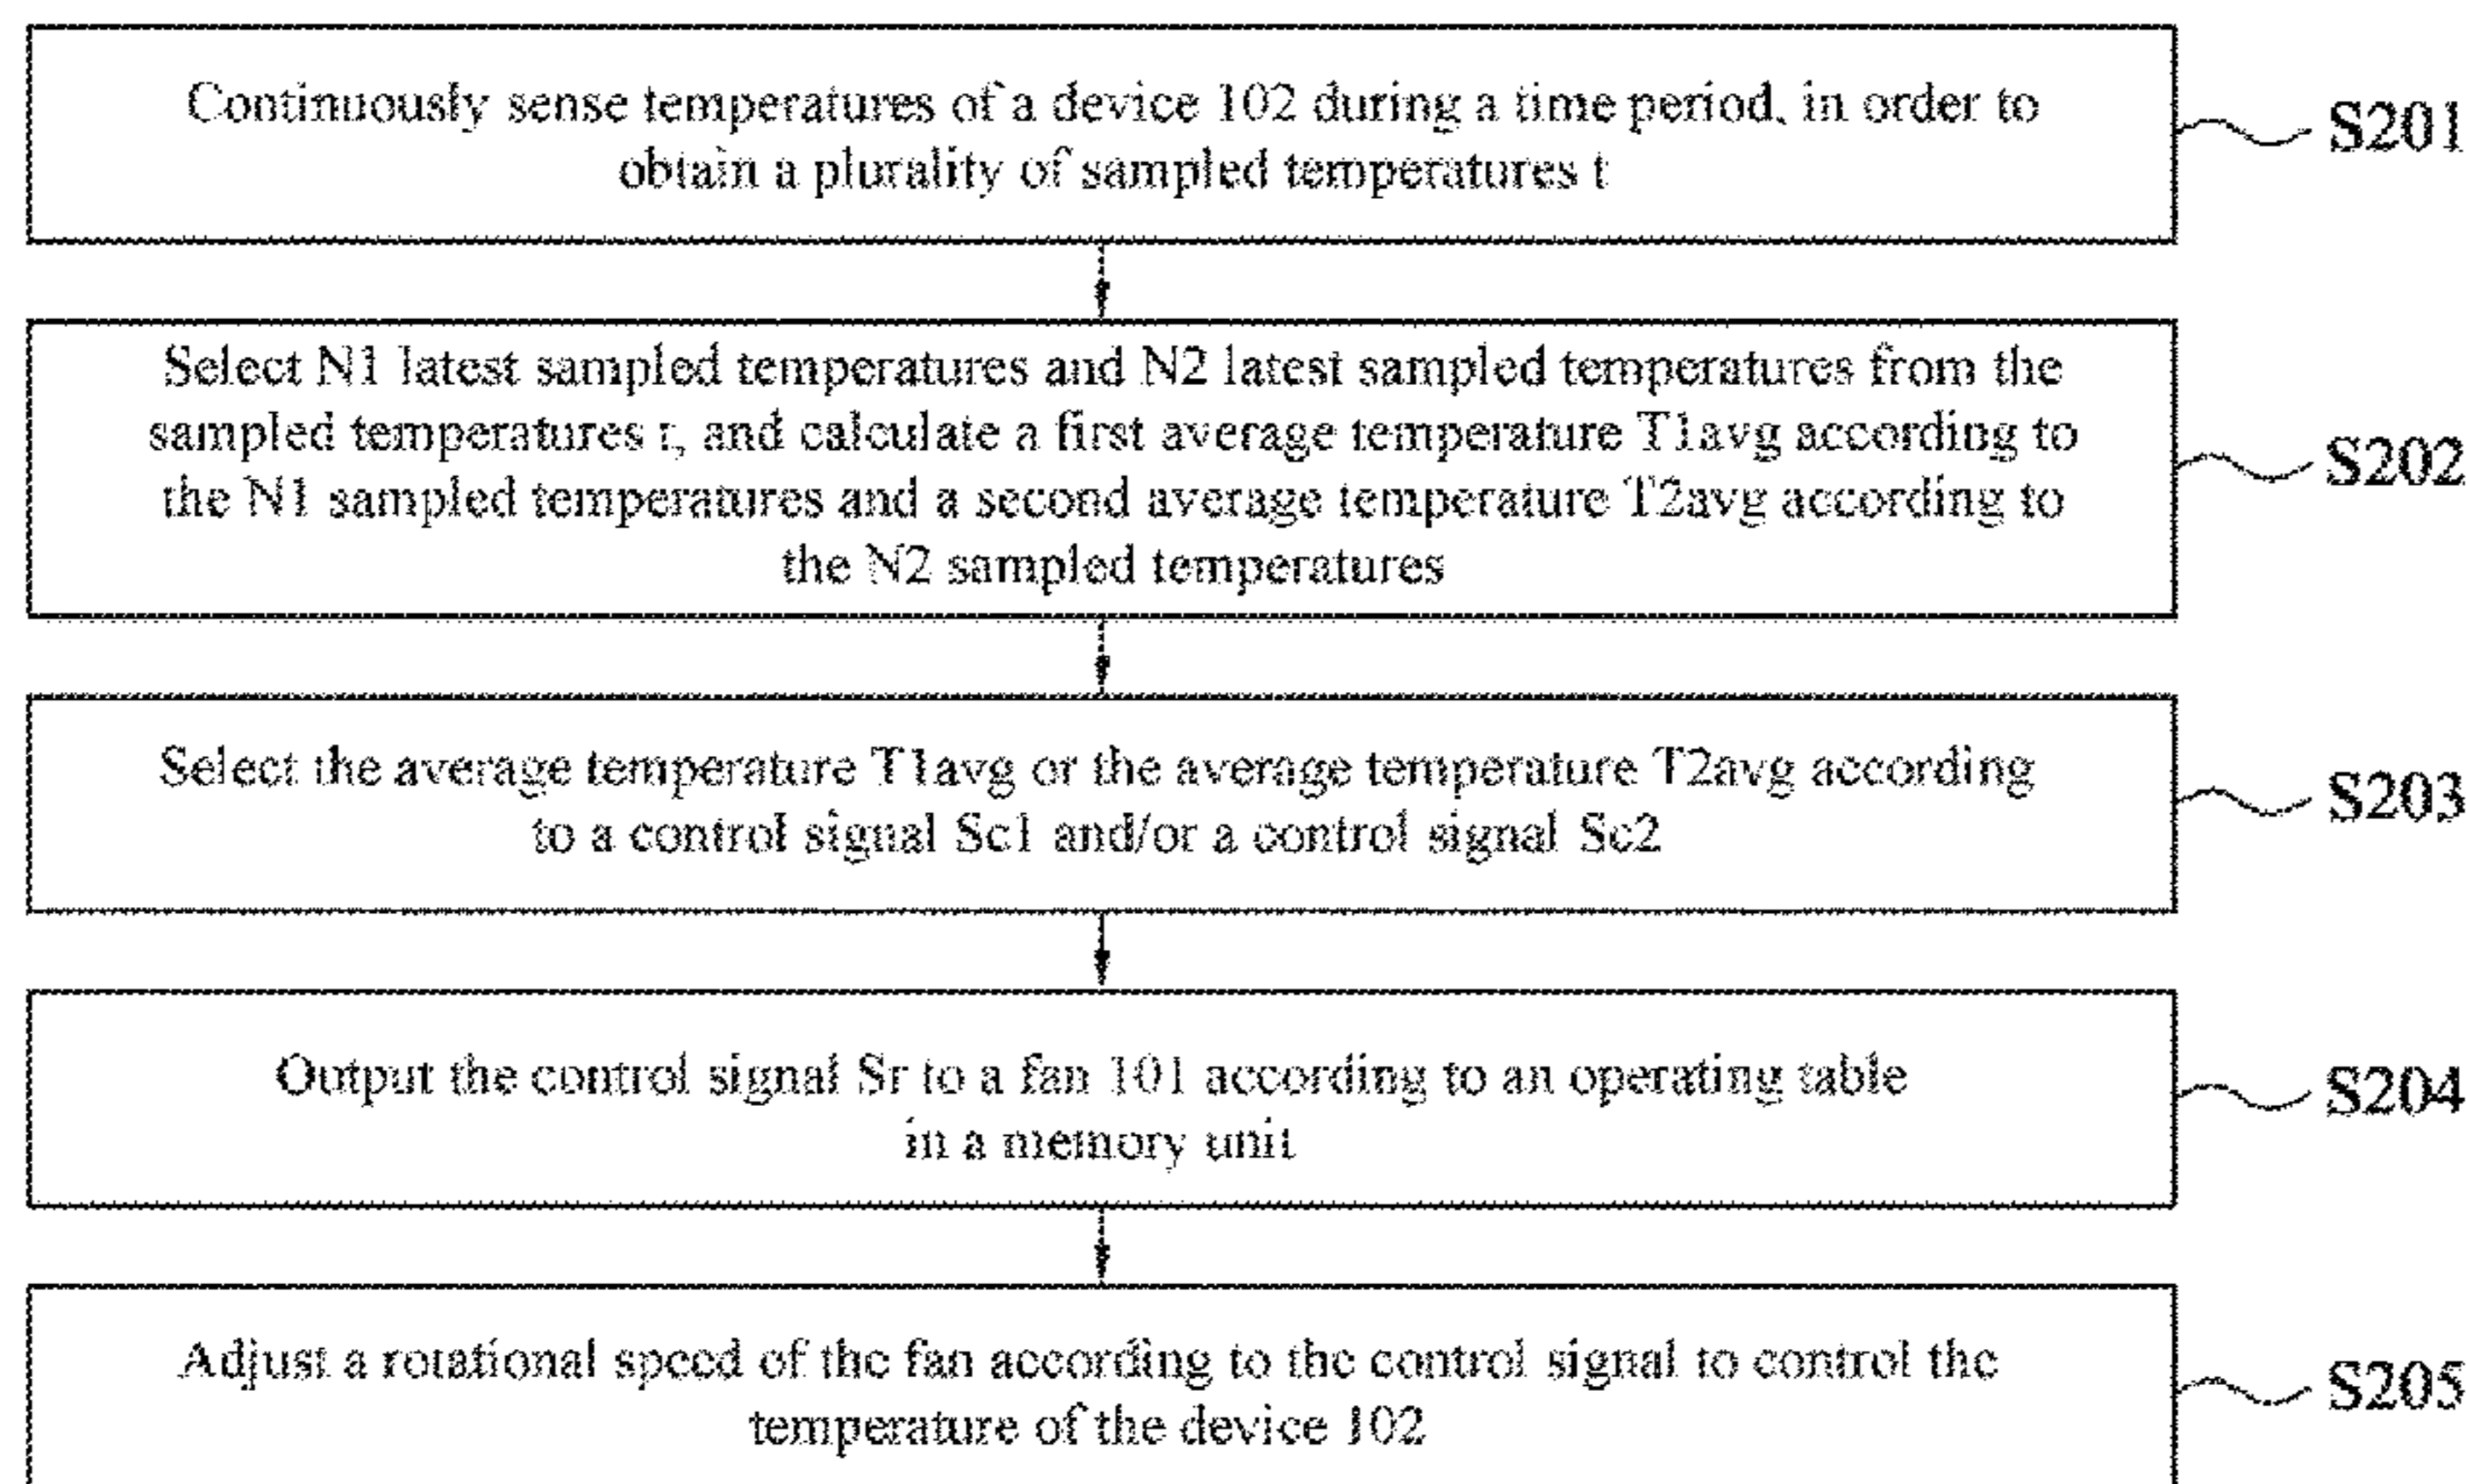 Continuously sense temperatures of a device 102 during a time period, in order to
obtain a plurality of sampled temperatures t
S201
Select N1 latest sampled temperatures and N2 latest sampled temperatures from the
sampled temperatures t, and calculate a first average temperature T1avg according to
the N1 sampled temperatures and a second average temperature T2avg according to
the N2 sampled temperatures
S202
Select the average temperature T1avg or the average temperature T2avg according
to a control signal Sc1 and/or a control signal Sc2
S203
Output the control signal Sr to a fan 101 according to an operating table
in a memory unit
S204
Adjust a rotational speed of the fan according to the control signal to control the
temperature of the device 102
S205